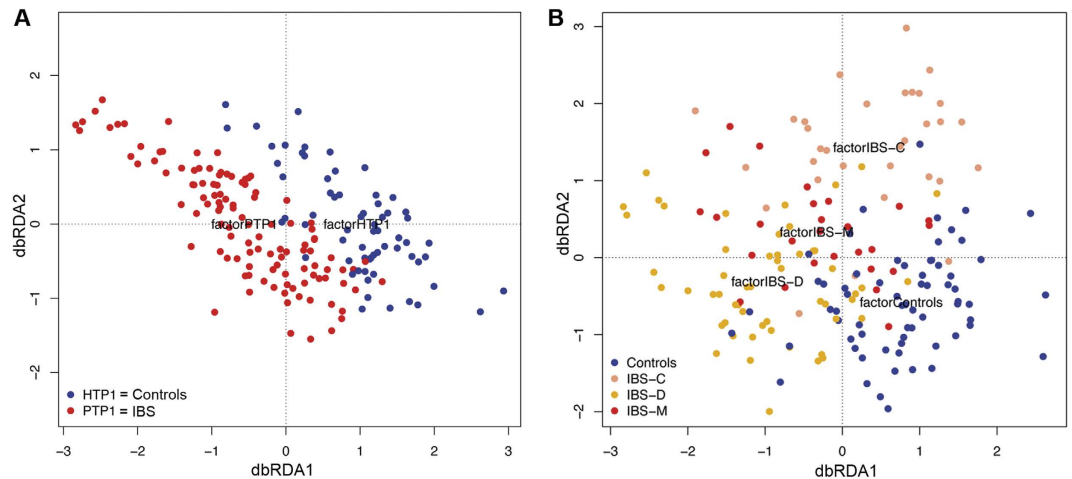 A
B
dbRDA2
2
1
0
−1
−2
factorPTP1
factorHTP1
HTP1 = Controls
PTP1 = IBS
−3
−2
−1
0
1
2
3
dbRDA1
dbRDA2
3
2
1
0
−1
−2
factorIBS−C
factorIBS−M
factorIBS−D
factorControls
Controls
IBS−C
IBS−D
IBS−M
−3
−2
−1
0
1
2
dbRDA1